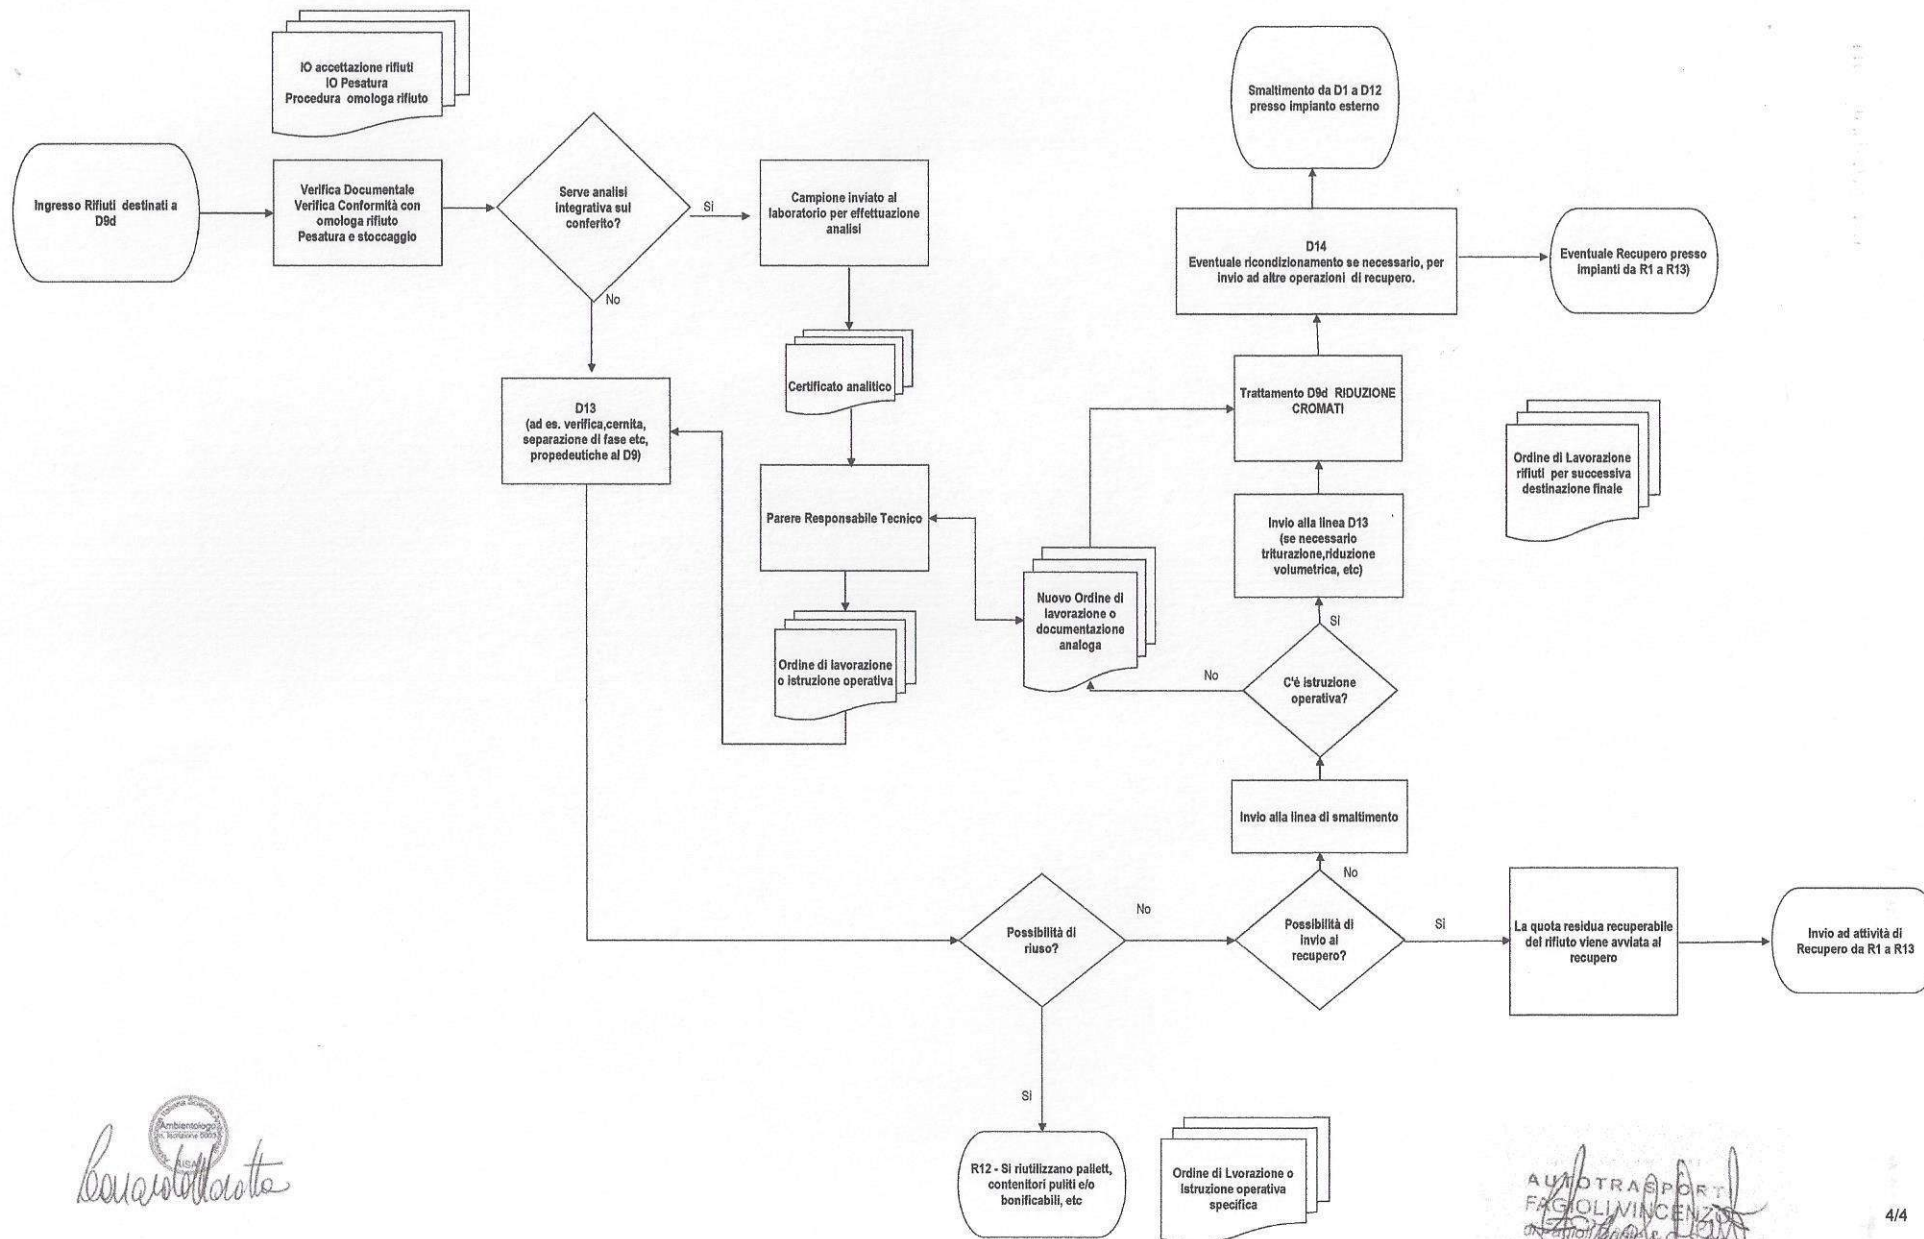 IO accettazione rifiuti
IO Pesatura
Procedura omologa rifiuto
Ingresso Rifiuti destinati a
D9d
Verifica Documentale
Verifica Conformità con
omologa rifiuto
Pesatura e stoccaggio
Serve analisi
integrativa sul
conferito?
Si
No
Campione inviato al
laboratorio per effettuazione
analisi
Certificato analitico
D13
(ad es. verifica,cernita,
separazione di fase etc,
propedeutiche al D9)
Parere Responsabile Tecnico
Ordine di lavorazione
o istruzione operativa
Smaltimento da D1 a D12
presso impianto esterno
D14
Eventuale ricondizionamento se necessario, per
invio ad altre operazioni di recupero.
Eventuale Recupero presso
impianti da R1 a R13)
Trattamento D9d RIDUZIONE
CROMATI
Ordine di Lavorazione
rifiuti per successiva
destinazione finale
Invio alla linea D13
(se necessario
triturazione,riduzione
volumetrica, etc)
Nuovo Ordine di
lavorazione o
documentazione
analoga
Si
No
C'é istruzione
operativa?
Invio alla linea di smaltimento
No
Possibilità di
riuso?
No
Possibilità di
invio al
recupero?
Si
La quota residua recuperabile
del rifiuto viene avviata al
recupero
Invio ad attività di
Recupero da R1 a R13
Si
R12 - Si riutilizzano pallett,
contenitori puliti e/o
bonificabili, etc
Ordine di Lvorazione o
Istruzione operativa
specifica
Ambientologo
AUTOTRASPORTI
FAGIOLI VINCENZO
4/4